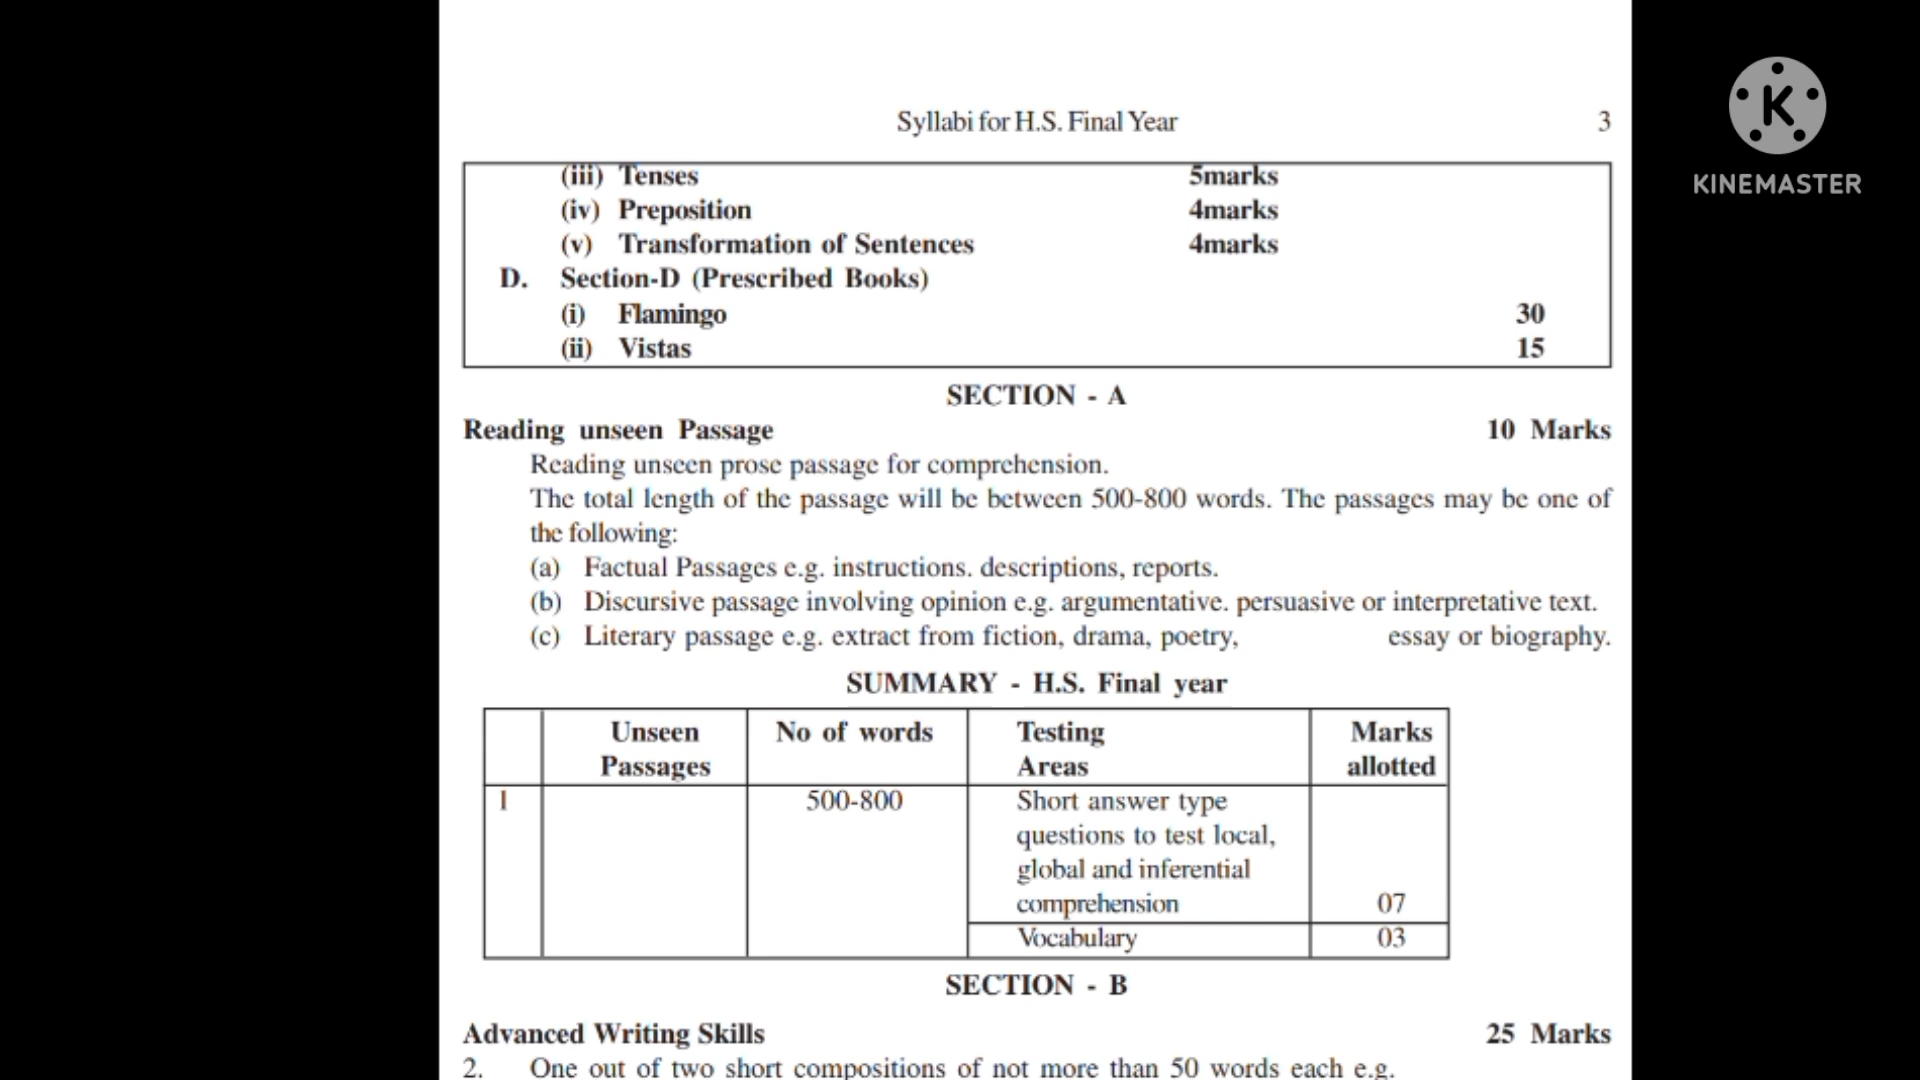 Syllabi for H.S. Final Year 3
KINEMASTER
(iii) Tenses 5marks
(iv) Preposition 4marks
(v) Transformation of Sentences 4marks
D. Section-D (Prescribed Books)
(i) Flamingo 30
(ii) Vistas 15
SECTION - A
Reading unseen Passage 10 Marks
Reading unseen prose passage for comprehension.
The total length of the passage will be between 500-800 words. The passages may be one of
the following:
(a) Factual Passages e.g. instructions. descriptions, reports.
(b) Discursive passage involving opinion e.g. argumentative. persuasive or interpretative text.
(c) Literary passage e.g. extract from fiction, drama, poetry, essay or biography.
SUMMARY - H.S. Final year
Unseen No of words Testing Marks
Passages Areas allotted
I 500-800 Short answer type
questions to test local,
global and inferential
comprehension 07
Vocabulary 03
SECTION - B
Advanced Writing Skills 25 Marks
2. One out of two short compositions of not more than 50 words each e.g.